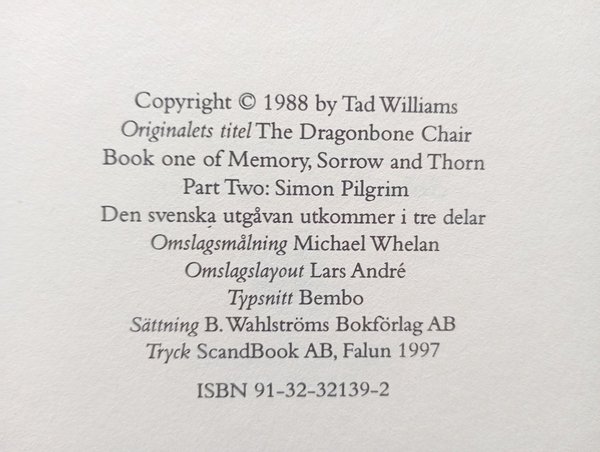 Copyright © 1988 by Tad Williams
Originalets titel The Dragonbone Chair
Book one of Memory, Sorrow and Thorn
Part Two: Simon Pilgrim
Den svenska utgåvan utkommer i tre delar
Omslagsmålning Michael Whelan
Omslagslayout Lars André
Typsnitt Bembo
Sättning B. Wahlströms Bokförlag AB
Tryck ScandBook AB, Falun 1997
ISBN 91-32-32139-2